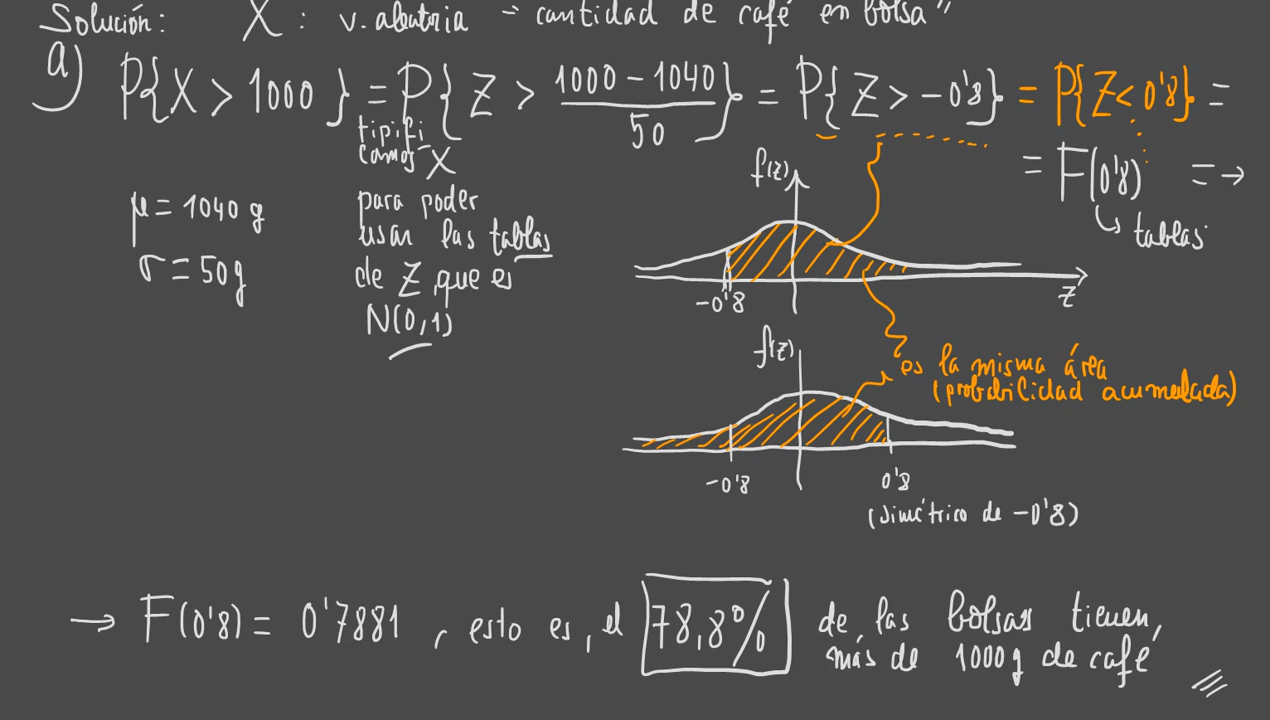 Solución: X : v. aleatoria "cantidad de café en bolsa"
a) P{X > 1000} = P{Z > (1000 - 1040)/50} = P{Z > -0'8} = P{Z < 0'8} =
tipifi
camos X
para poder
usar las tablas
de Z, que es
N(0,1)
μ = 1040 g
σ = 50 g
= F(0'8) =>
tablas
f(z)
-0'8
Z
f(z)
es la misma área
(probabilidad acumulada)
-0'8 0'8
(simétrico de -0'8)
→ F(0'8) = 0'7881, esto es, el 78,8% de las bolsas tienen,
más de 1000 g de café